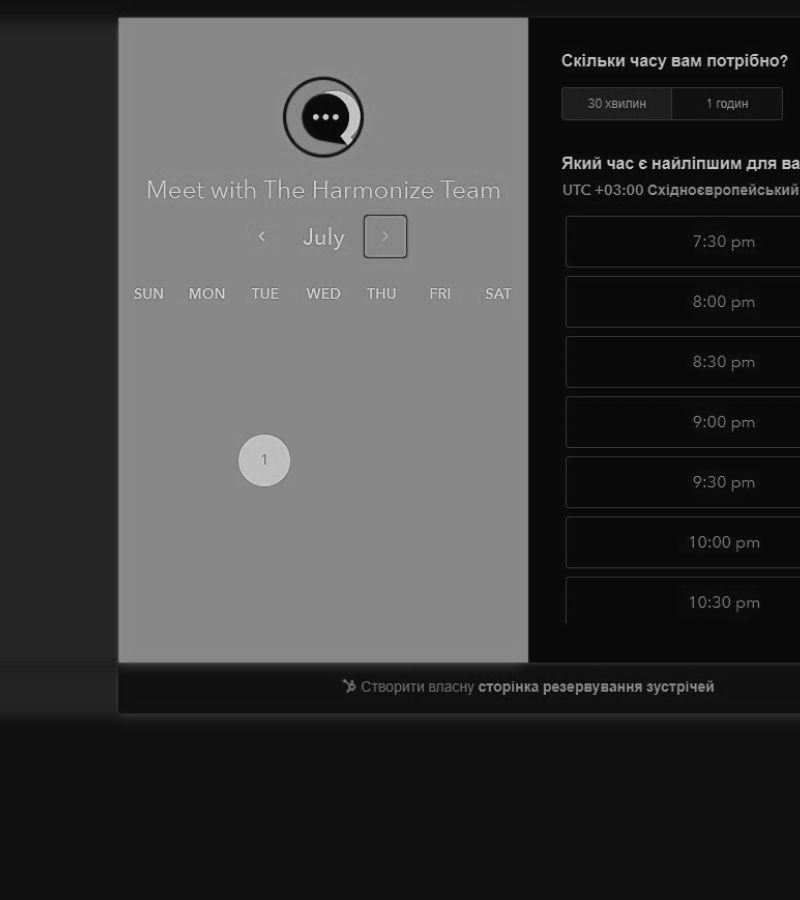 Meet with The Harmonize Team
July
SUN MON TUE WED THU FRI SAT
1
Скільки часу вам потрібно?
30 хвилин 1 годин
Який час є найліпшим для ва
UTC +03:00 Східноєвропейський
7:30 pm
8:00 pm
8:30 pm
9:00 pm
9:30 pm
10:00 pm
10:30 pm
Створити власну сторінка резервування зустрічей